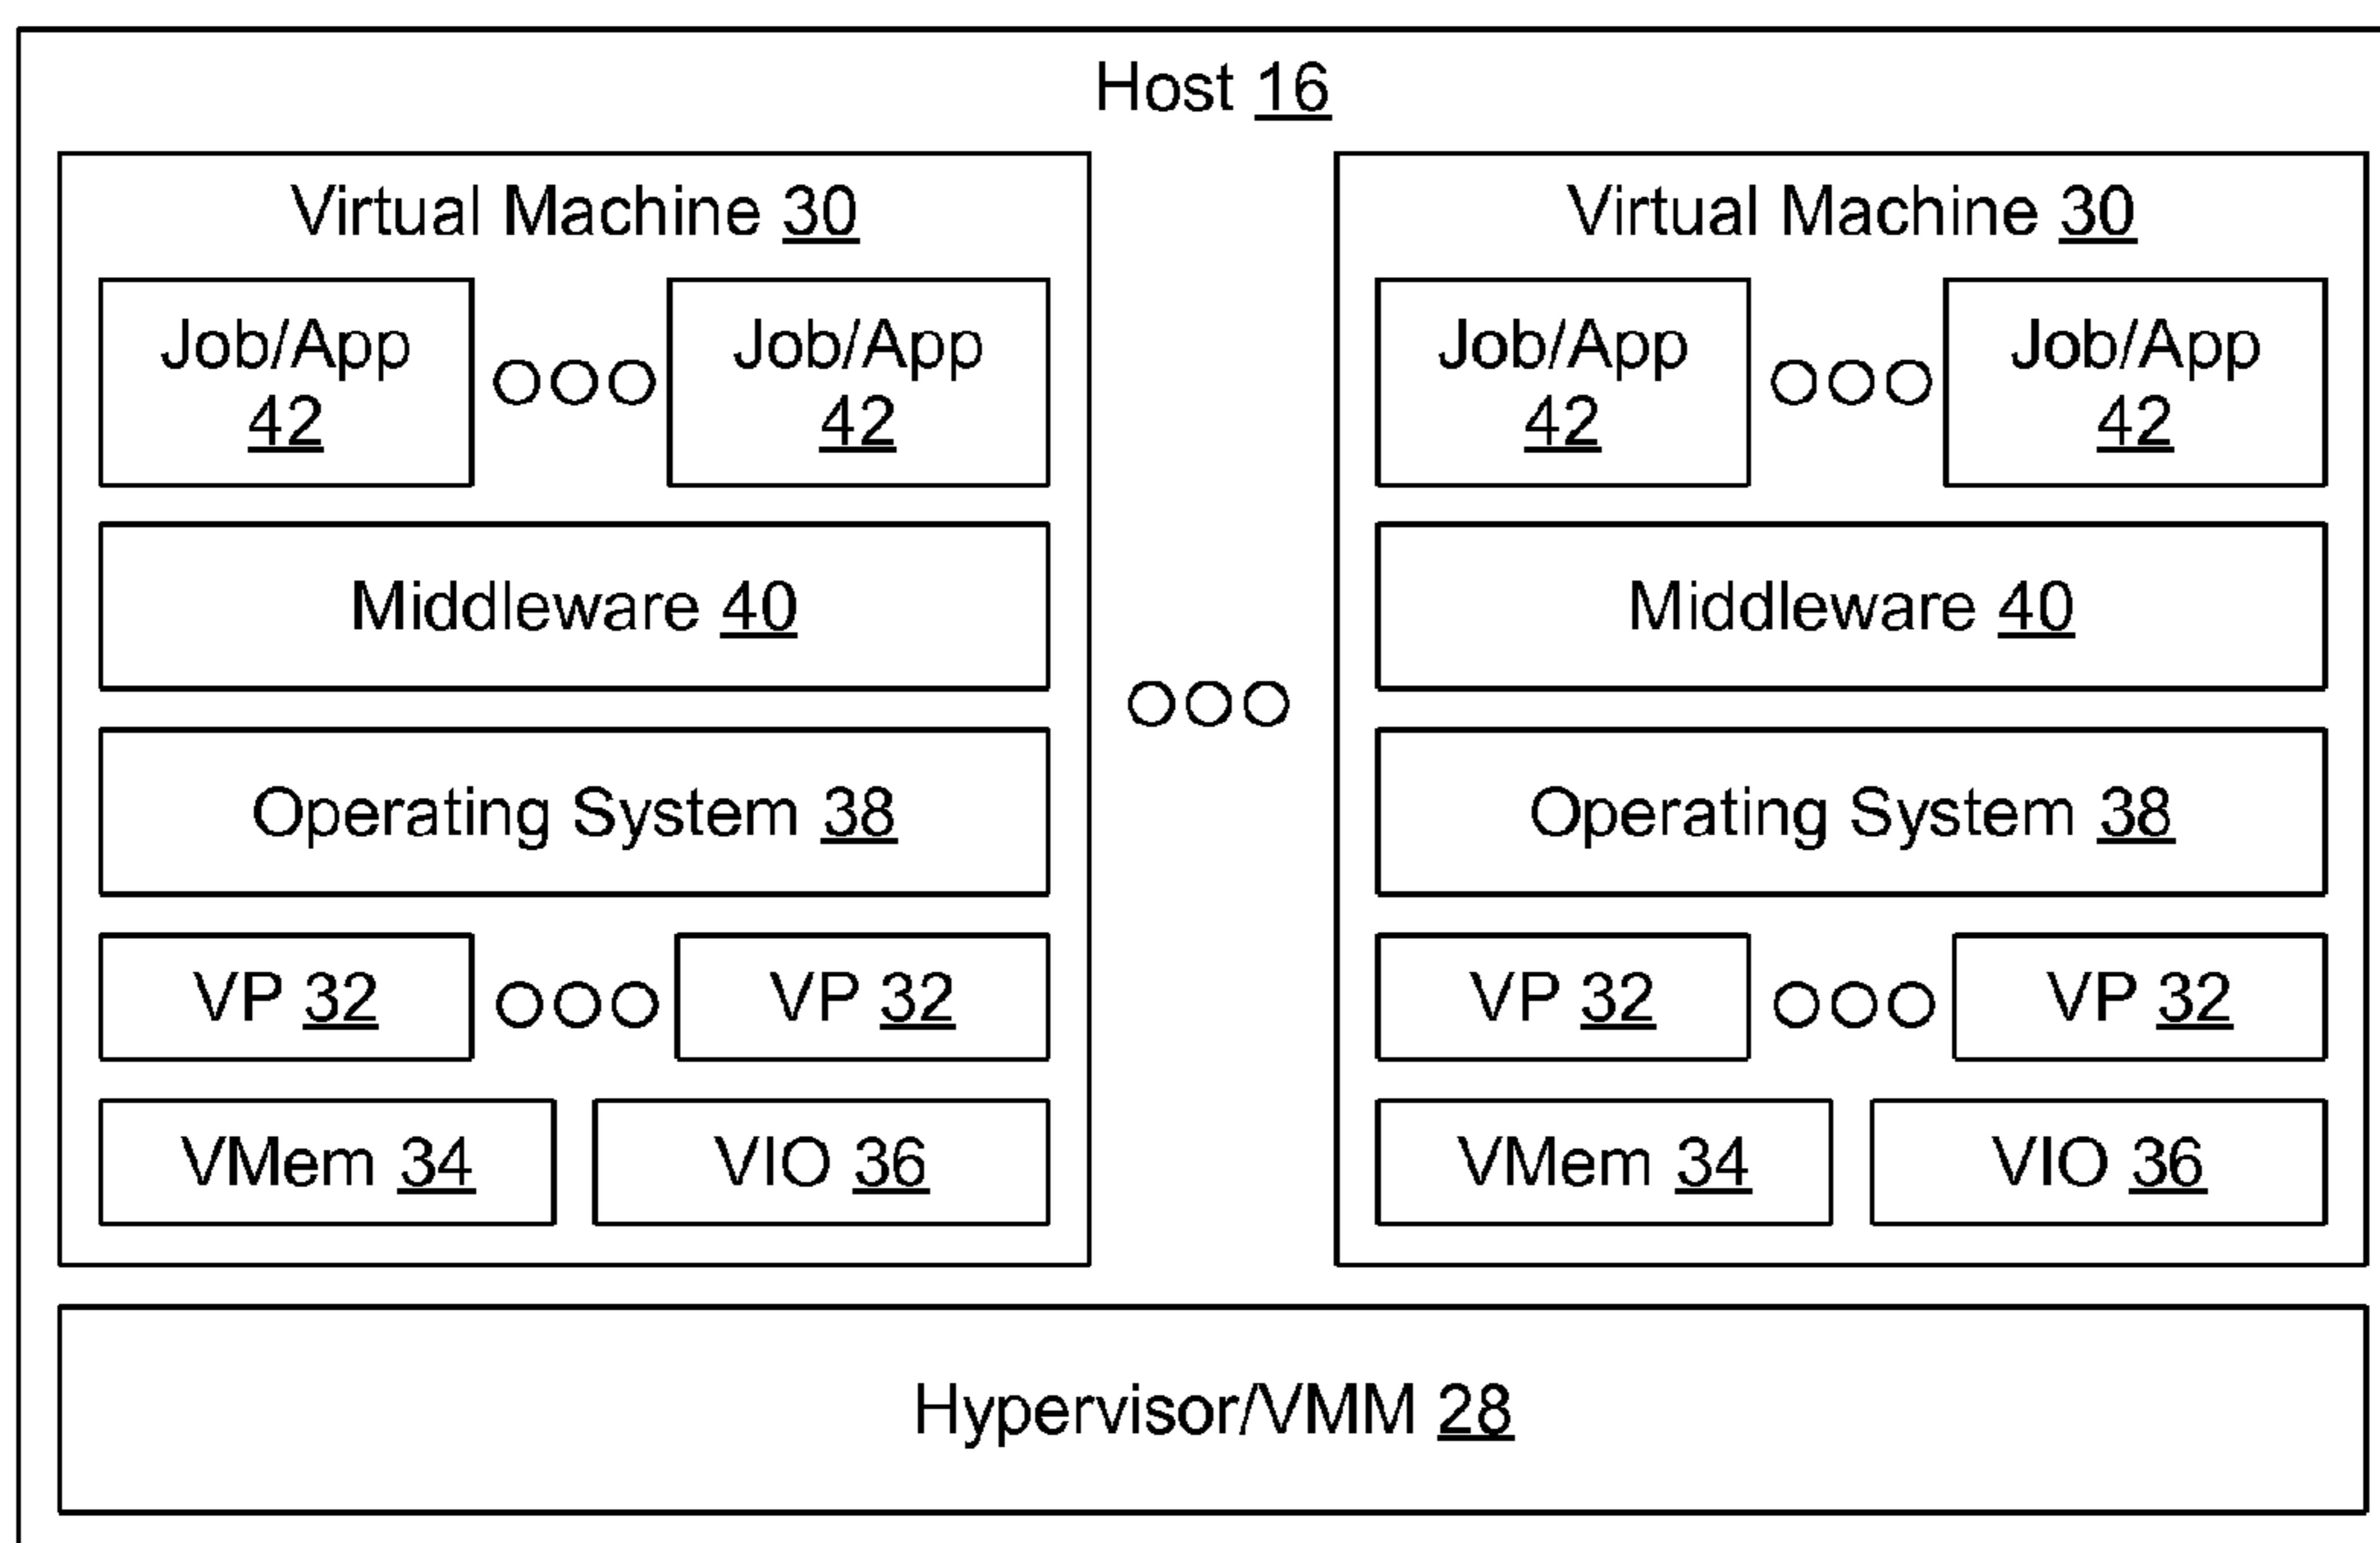 Host 16
Virtual Machine 30
Job/App
42
Job/App
42
Middleware 40
Operating System 38
VP 32
VP 32
VMem 34
VIO 36
Virtual Machine 30
Job/App
42
Job/App
42
Middleware 40
Operating System 38
VP 32
VP 32
VMem 34
VIO 36
Hypervisor/VMM 28